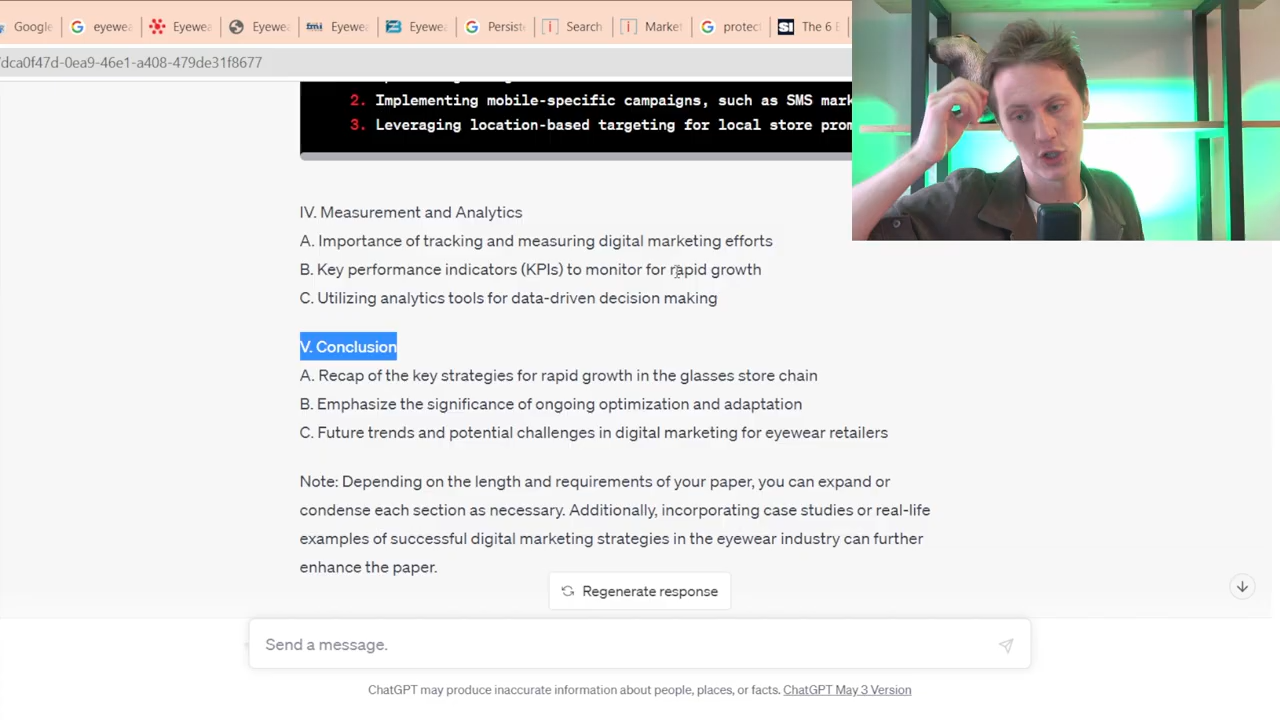 Google
eyewe
Eyewea
Eyewe
fmi
Eyewe
Eyewea
Persiste
Search
Market
protect
SI
The 6 E
dca0f47d-0ea9-46e1-a408-479de31f8677
2. Implementing mobile-specific campaigns, such as SMS mark
3. Leveraging location-based targeting for local store prom
IV. Measurement and Analytics
A. Importance of tracking and measuring digital marketing efforts
B. Key performance indicators (KPIs) to monitor for rapid growth
C. Utilizing analytics tools for data-driven decision making
V. Conclusion
A. Recap of the key strategies for rapid growth in the glasses store chain
B. Emphasize the significance of ongoing optimization and adaptation
C. Future trends and potential challenges in digital marketing for eyewear retailers
Note: Depending on the length and requirements of your paper, you can expand or
condense each section as necessary. Additionally, incorporating case studies or real-life
examples of successful digital marketing strategies in the eyewear industry can further
enhance the paper.
Regenerate response
Send a message.
ChatGPT may produce inaccurate information about people, places, or facts. ChatGPT May 3 Version